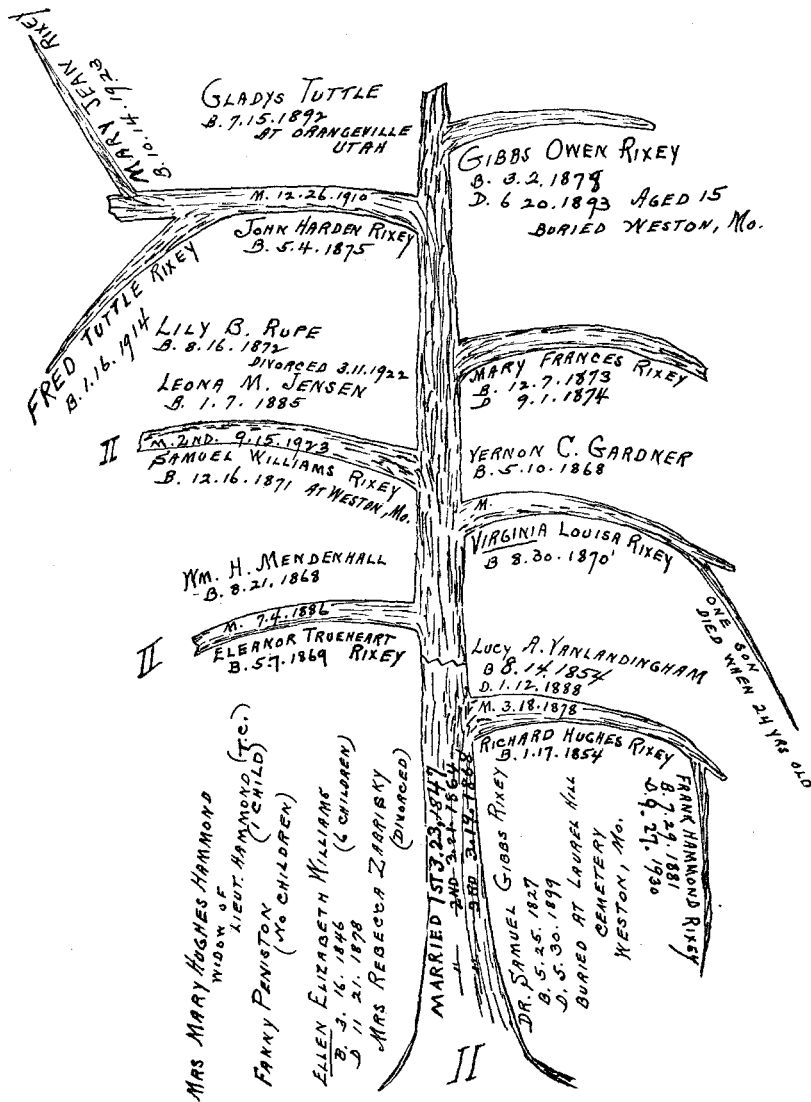 MARY JEAN RIXEY
B. 10.14.1923
GLADYS TUTTLE
B. 7.15.1892
AT ORANGEVILLE
UTAH
GIBBS OWEN RIXEY
B. 3.2.1878
D. 6 20.1893 AGED 15
BURIED WESTON, MO.
M. 12.26.1910
JOHN HARDEN RIXEY
B. 5.4.1875
FRED TUTTLE RIXEY
B. 1.16.1914
LILY B. RUPE
B. 8.16.1872
DIVORCED 3.11.1922
LEONA M. JENSEN
B. 1.7.1885
MARY FRANCES RIXEY
B. 12.7.1873
D 9.1.1874
II
M. 2ND. 9.15.1923
SAMUEL WILLIAMS RIXEY
B. 12.16.1871 AT WESTON, MO.
VERNON C. GARDNER
B. 5.10.1868
M.
VIRGINIA LOUISA RIXEY
B 8.30.1870
ONE SON
DIED WHEN 24 YRS OLD
WM. H. MENDENHALL
B. 8.21.1868
II
M. 7.4.1886
ELEANOR TRUEHEART
RIXEY
B. 5.7.1869
LUCY A. VANLANDINGHAM
B 8.14.1854
D. 1.12.1888
M. 3.18.1878
RICHARD HUGHES RIXEY
B. 1.17.1854
FRANK HAMMOND RIXEY
B. 7.29.1881
D. 9.27.1930
MRS MARY HUGHES HAMMOND
WIDOW OF
LIEUT. HAMMOND (T.C.)
(1 CHILD)
FANNY PENISTON
(NO CHILDREN)
ELLEN ELIZABETH WILLIAMS
B. 3.16.1846 (6 CHILDREN)
D 11 21.1878
MRS REBECCA ZABRISKY
(DIVORCED)
MARRIED 1ST 3.23.1847
" 2ND 3.21.1864
" 3RD 3.19.1868
DR. SAMUEL GIBBS RIXEY
B. 5.25.1827
D. 5.30.1899
BURIED AT LAUREL HILL
CEMETERY
WESTON, MO.
II